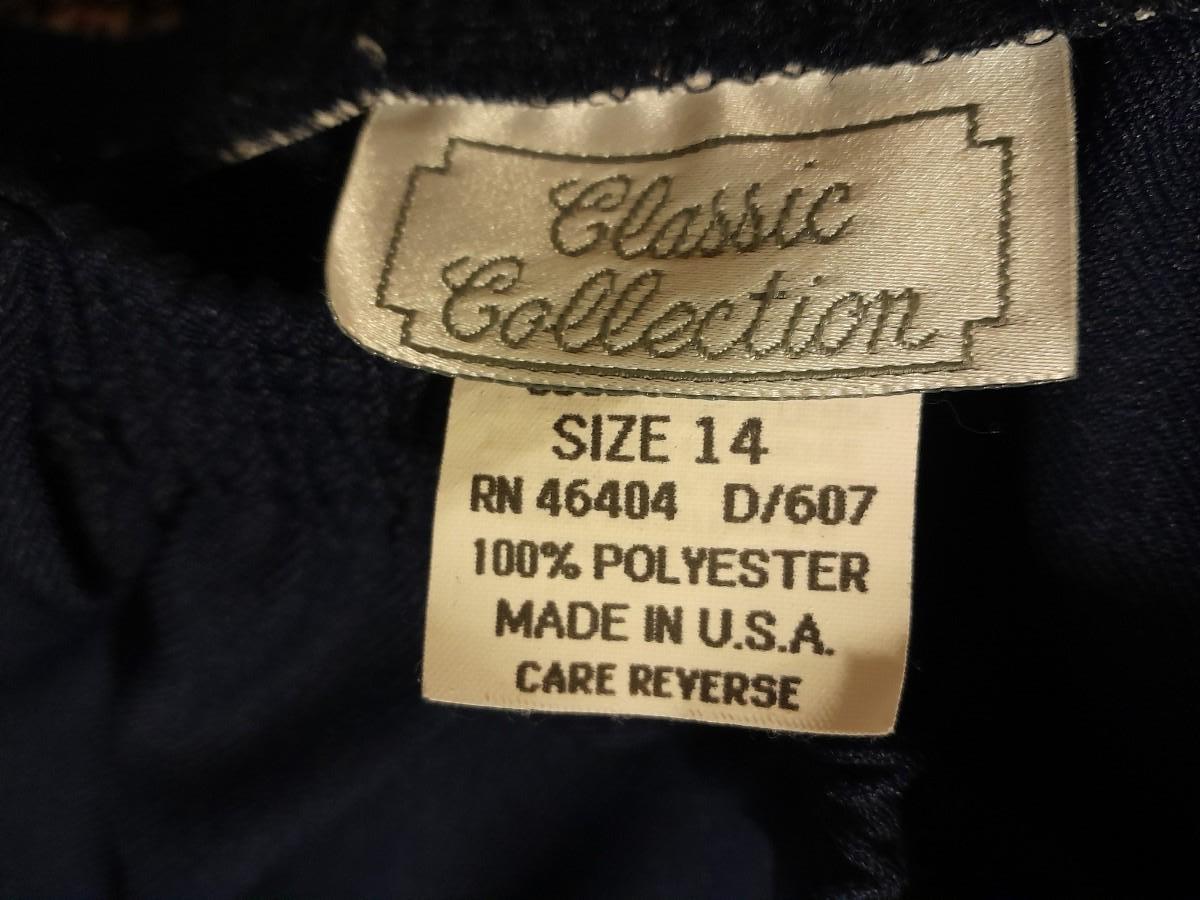 Classic
Collection
SIZE 14
RN 46404 D/607
100% POLYESTER
MADE IN U.S.A.
CARE REVERSE